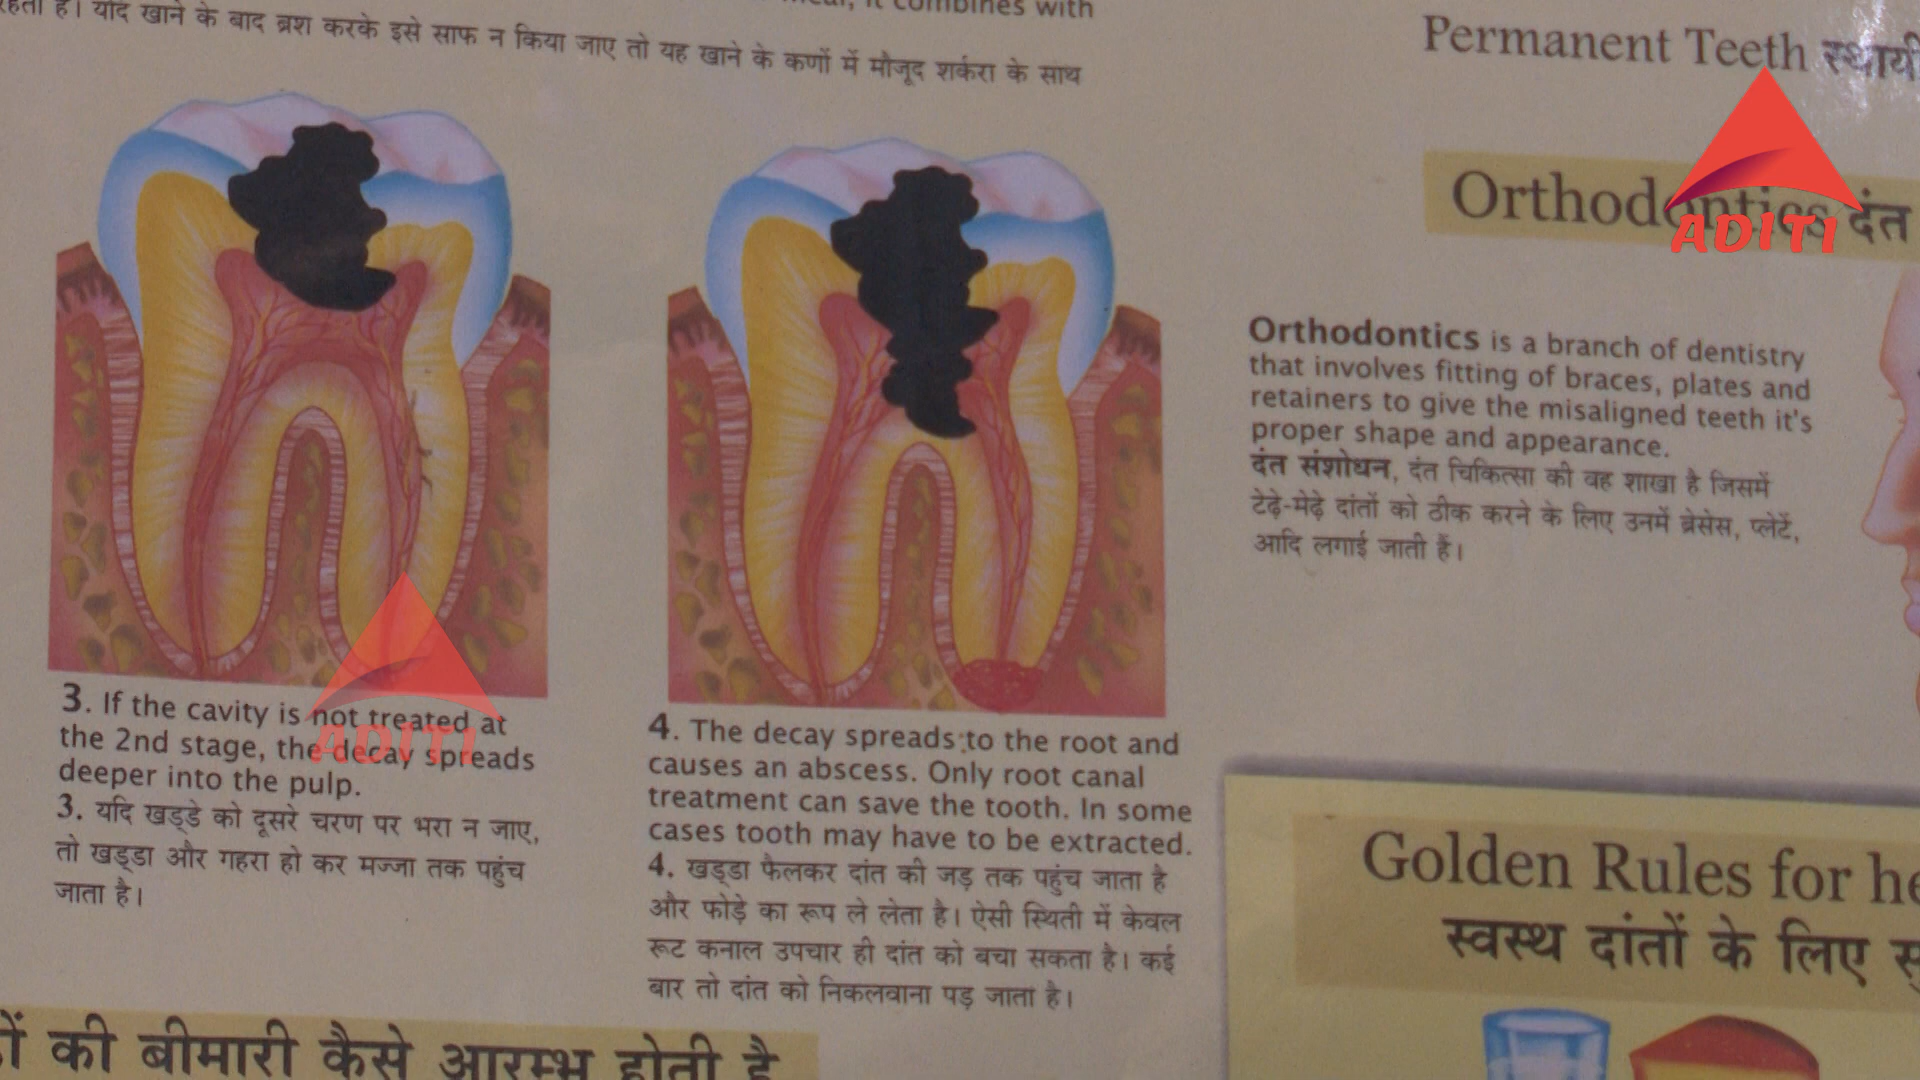 it combines with
रहता है। यदि खाने के बाद ब्रश करके इसे साफ न किया जाए तो यह खाने के कणों में मौजूद शर्करा के साथ
3. If the cavity is not treated at
the 2nd stage, the decay spreads
deeper into the pulp.
3. यदि खड्डे को दूसरे चरण पर भरा न जाए,
तो खड्डा और गहरा हो कर मज्जा तक पहुंच
जाता है।
ADITI
4. The decay spreads to the root and
causes an abscess. Only root canal
treatment can save the tooth. In some
cases tooth may have to be extracted.
4. खड्डा फैलकर दांत की जड़ तक पहुंच जाता है
और फोड़े का रूप ले लेता है। ऐसी स्थिती में केवल
रूट कनाल उपचार ही दांत को बचा सकता है। कई
बार तो दांत को निकलवाना पड़ जाता है।
की बीमारी कैसे आरम्भ होती है
Permanent Teeth स्थायी
Orthodontics दंत
ADITI
Orthodontics is a branch of dentistry
that involves fitting of braces, plates and
retainers to give the misaligned teeth it's
proper shape and appearance.
दंत संशोधन, दंत चिकित्सा की वह शाखा है जिसमें
टेढ़े-मेढ़े दांतों को ठीक करने के लिए उनमें ब्रेसेस, प्लेटें,
आदि लगाई जाती हैं।
Golden Rules for he
स्वस्थ दांतों के लिए